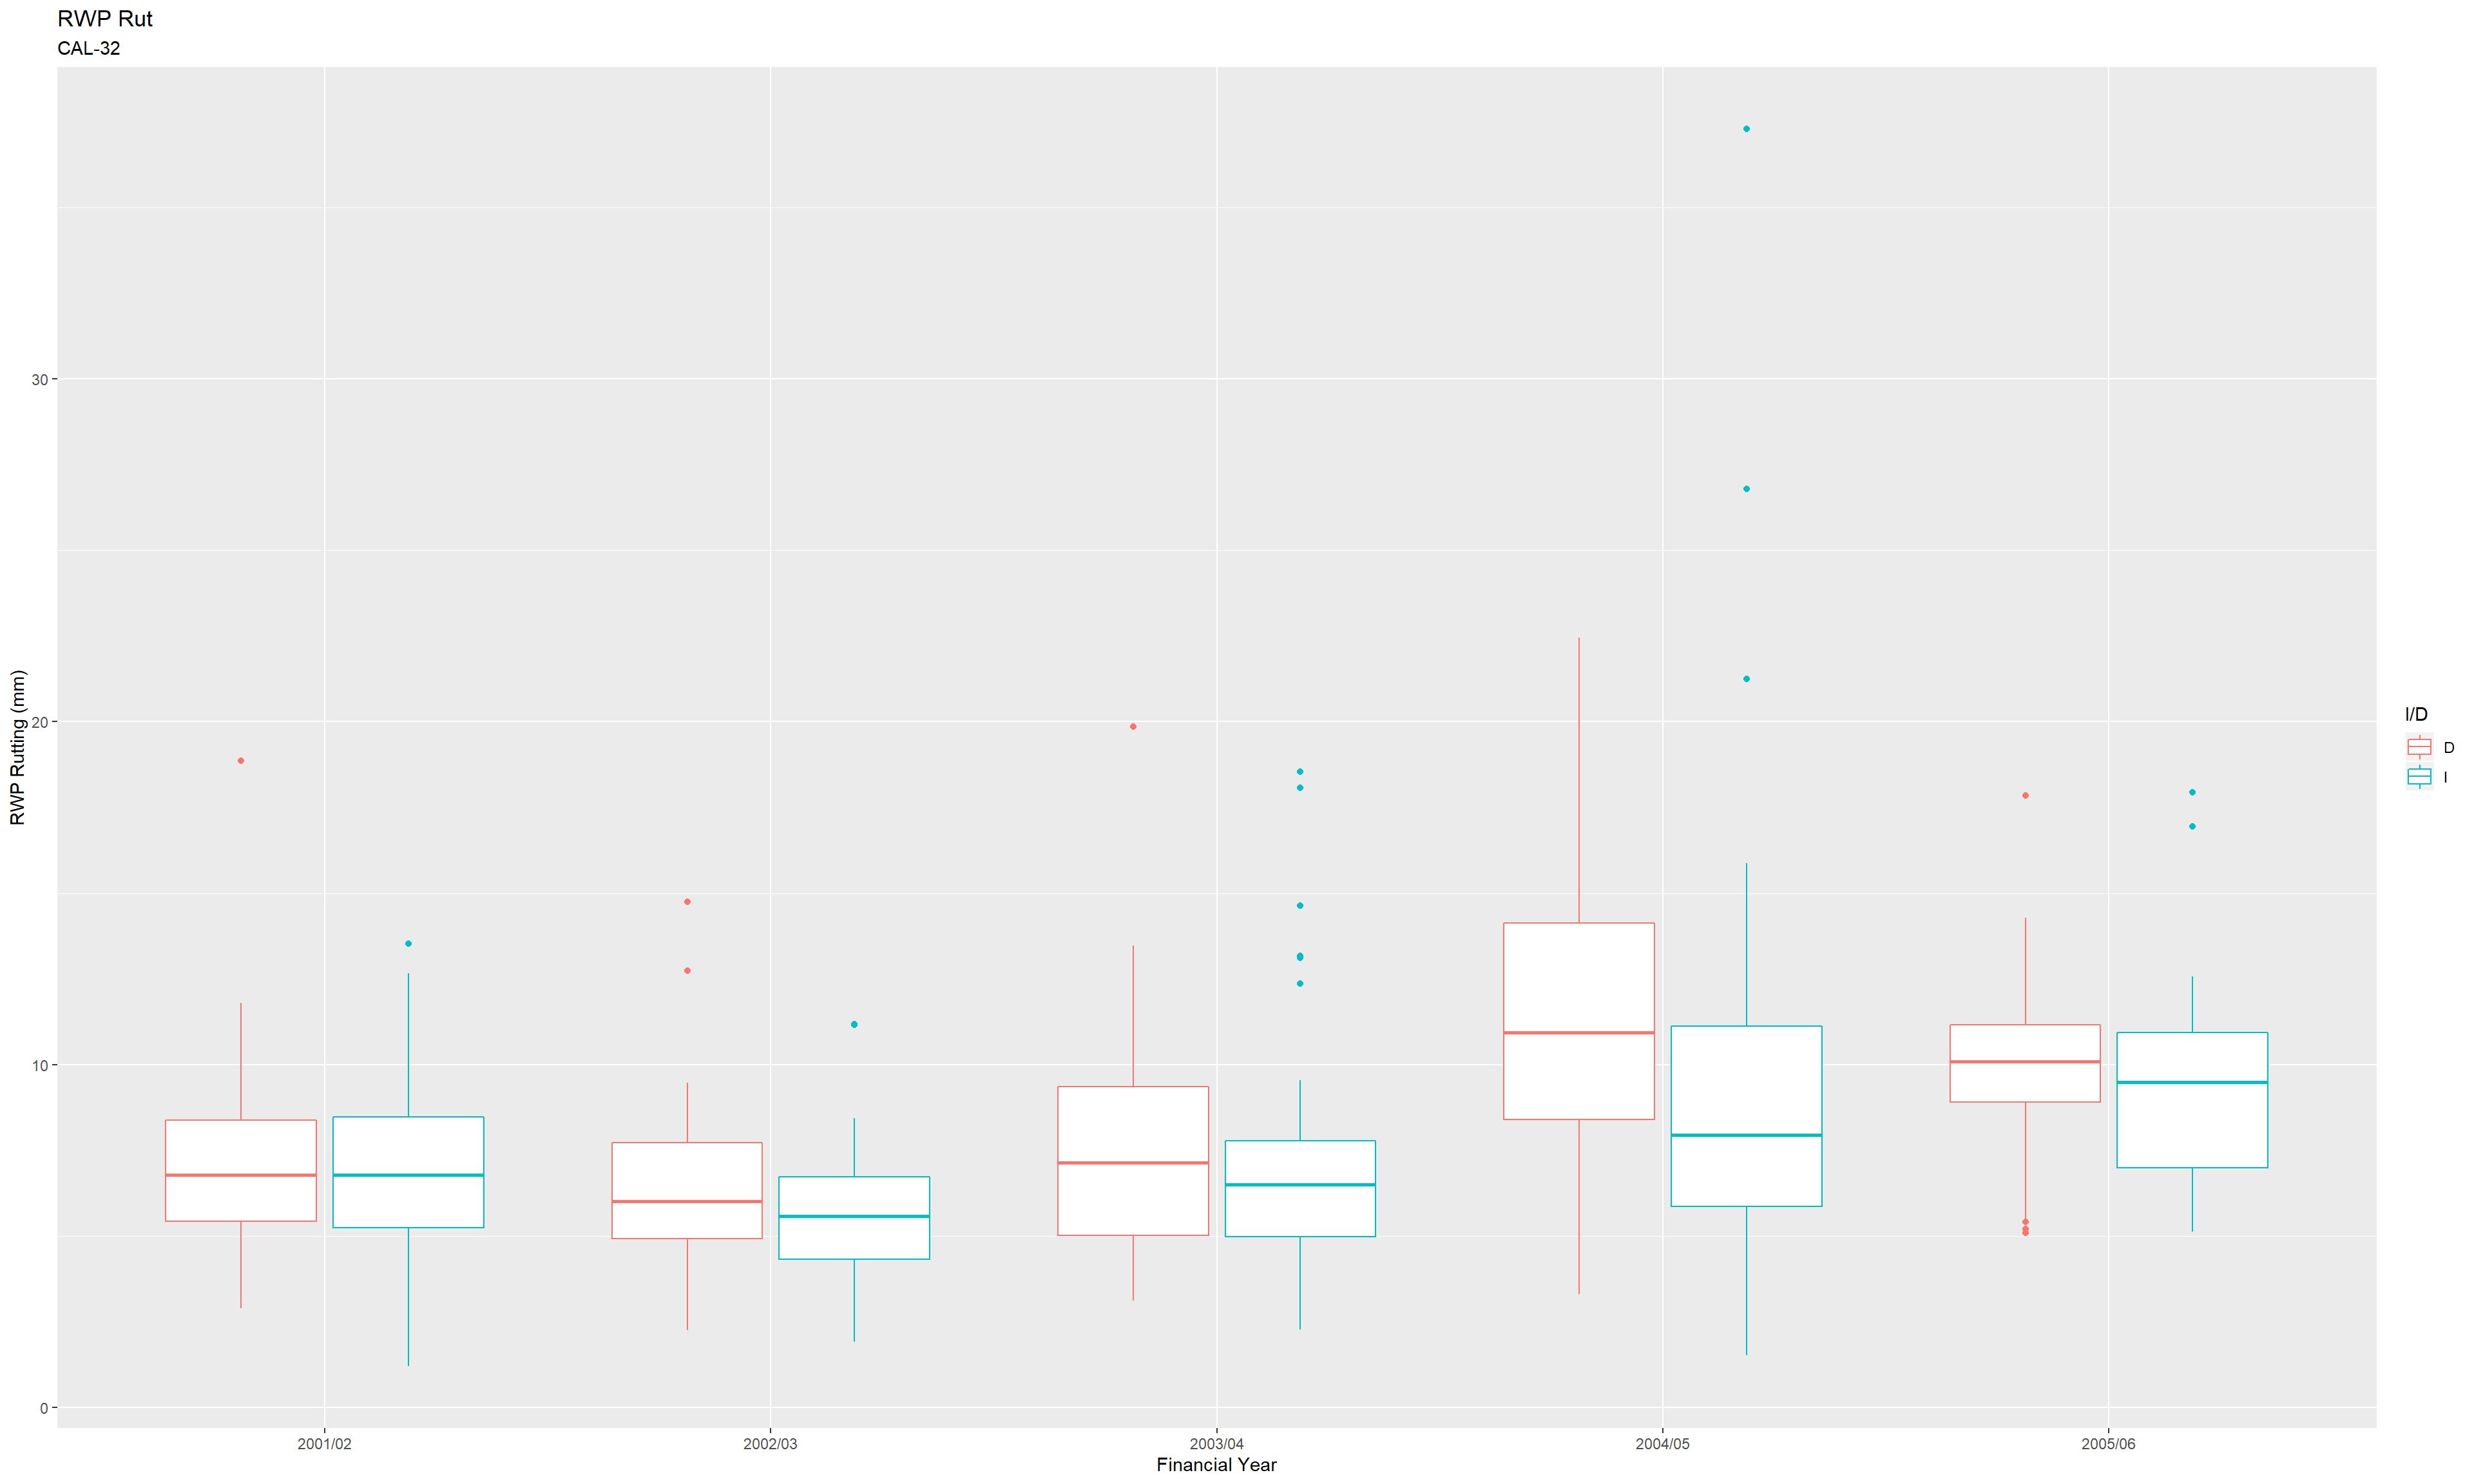 RWP Rut
CAL-32
RWP Rutting (mm)
30
20
10
0
2001/02
2002/03
2003/04
2004/05
2005/06
Financial Year
I/D
D
I